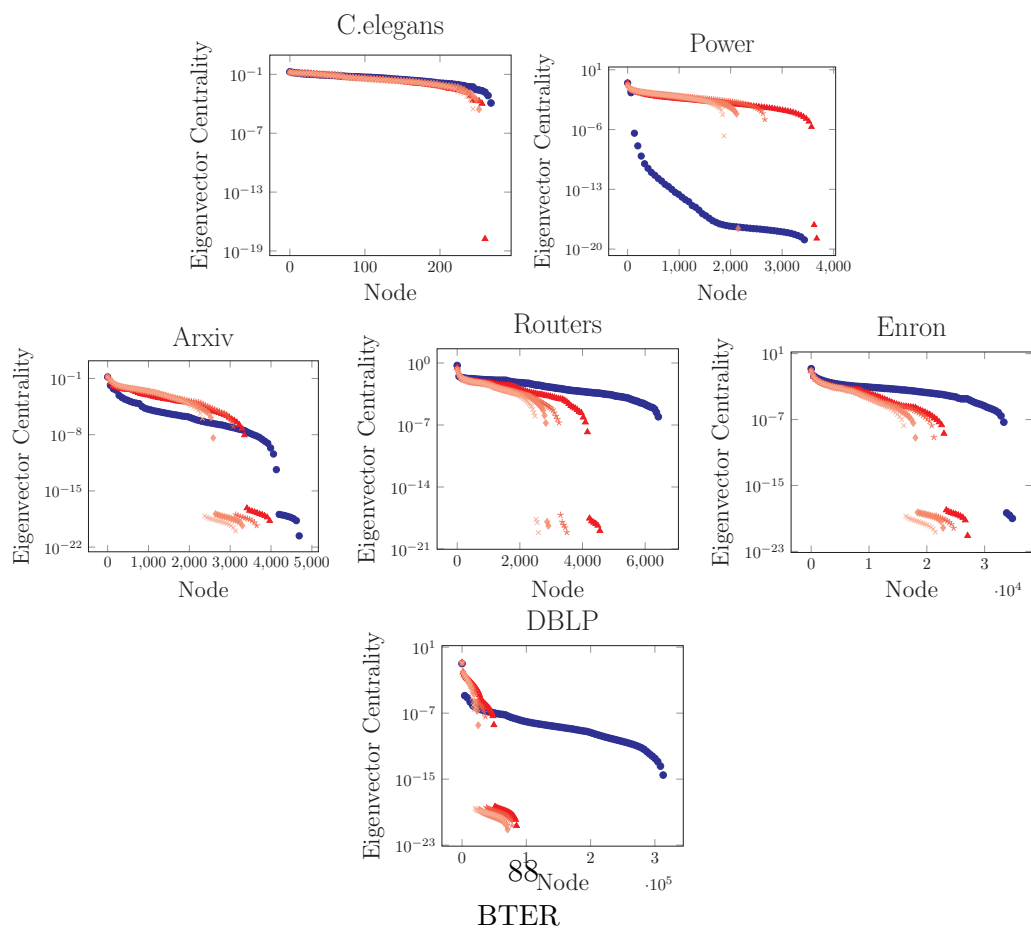 C.elegans
Eigenvector Centrality
10^−1
10^−7
10^−13
10^−19
0 100 200
Node
Power
Eigenvector Centrality
10^1
10^−6
10^−13
10^−20
0 1,000 2,000 3,000 4,000
Node
Arxiv
Eigenvector Centrality
10^−1
10^−8
10^−15
10^−22
0 1,000 2,000 3,000 4,000 5,000
Node
Routers
Eigenvector Centrality
10^0
10^−7
10^−14
10^−21
0 2,000 4,000 6,000
Node
Enron
Eigenvector Centrality
10^1
10^−7
10^−15
10^−23
0 1 2 3
·10^4
Node
DBLP
Eigenvector Centrality
10^1
10^−7
10^−15
10^−23
0 1 2 3
·10^5
Node
88
BTER